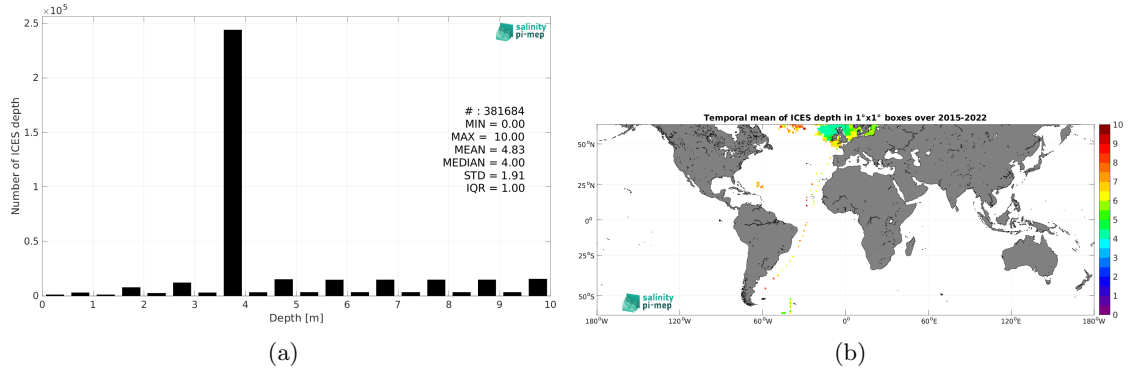 ×10⁵
2.5
2
1.5
1
0.5
0
Number of ICES depth
salinity
pi-mep
# : 381684
MIN = 0.00
MAX = 10.00
MEAN = 4.83
MEDIAN = 4.00
STD = 1.91
IQR = 1.00
0 1 2 3 4 5 6 7 8 9 10
Depth [m]
(a)
Temporal mean of ICES depth in 1°x1° boxes over 2015-2022
50°N
25°N
0°
25°S
50°S
salinity
pi-mep
180°W 120°W 60°W 0° 60°E 120°E 180°W
10
9
8
7
6
5
4
3
2
1
0
(b)